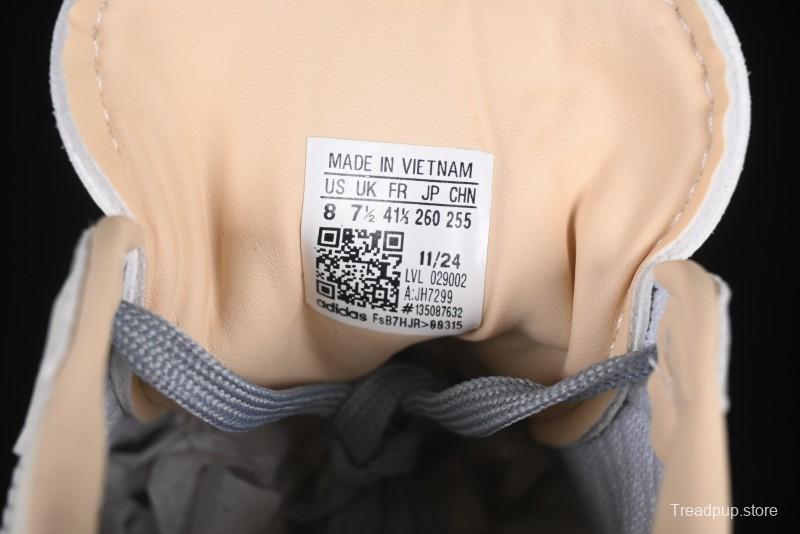 MADE IN VIETNAM
US UK FR JP CHN
8 7½ 41⅓ 260 255
11/24
LVL 029002
A:JH7299
#135087632
adidas FsB7HJR>00315
Treadpup.store